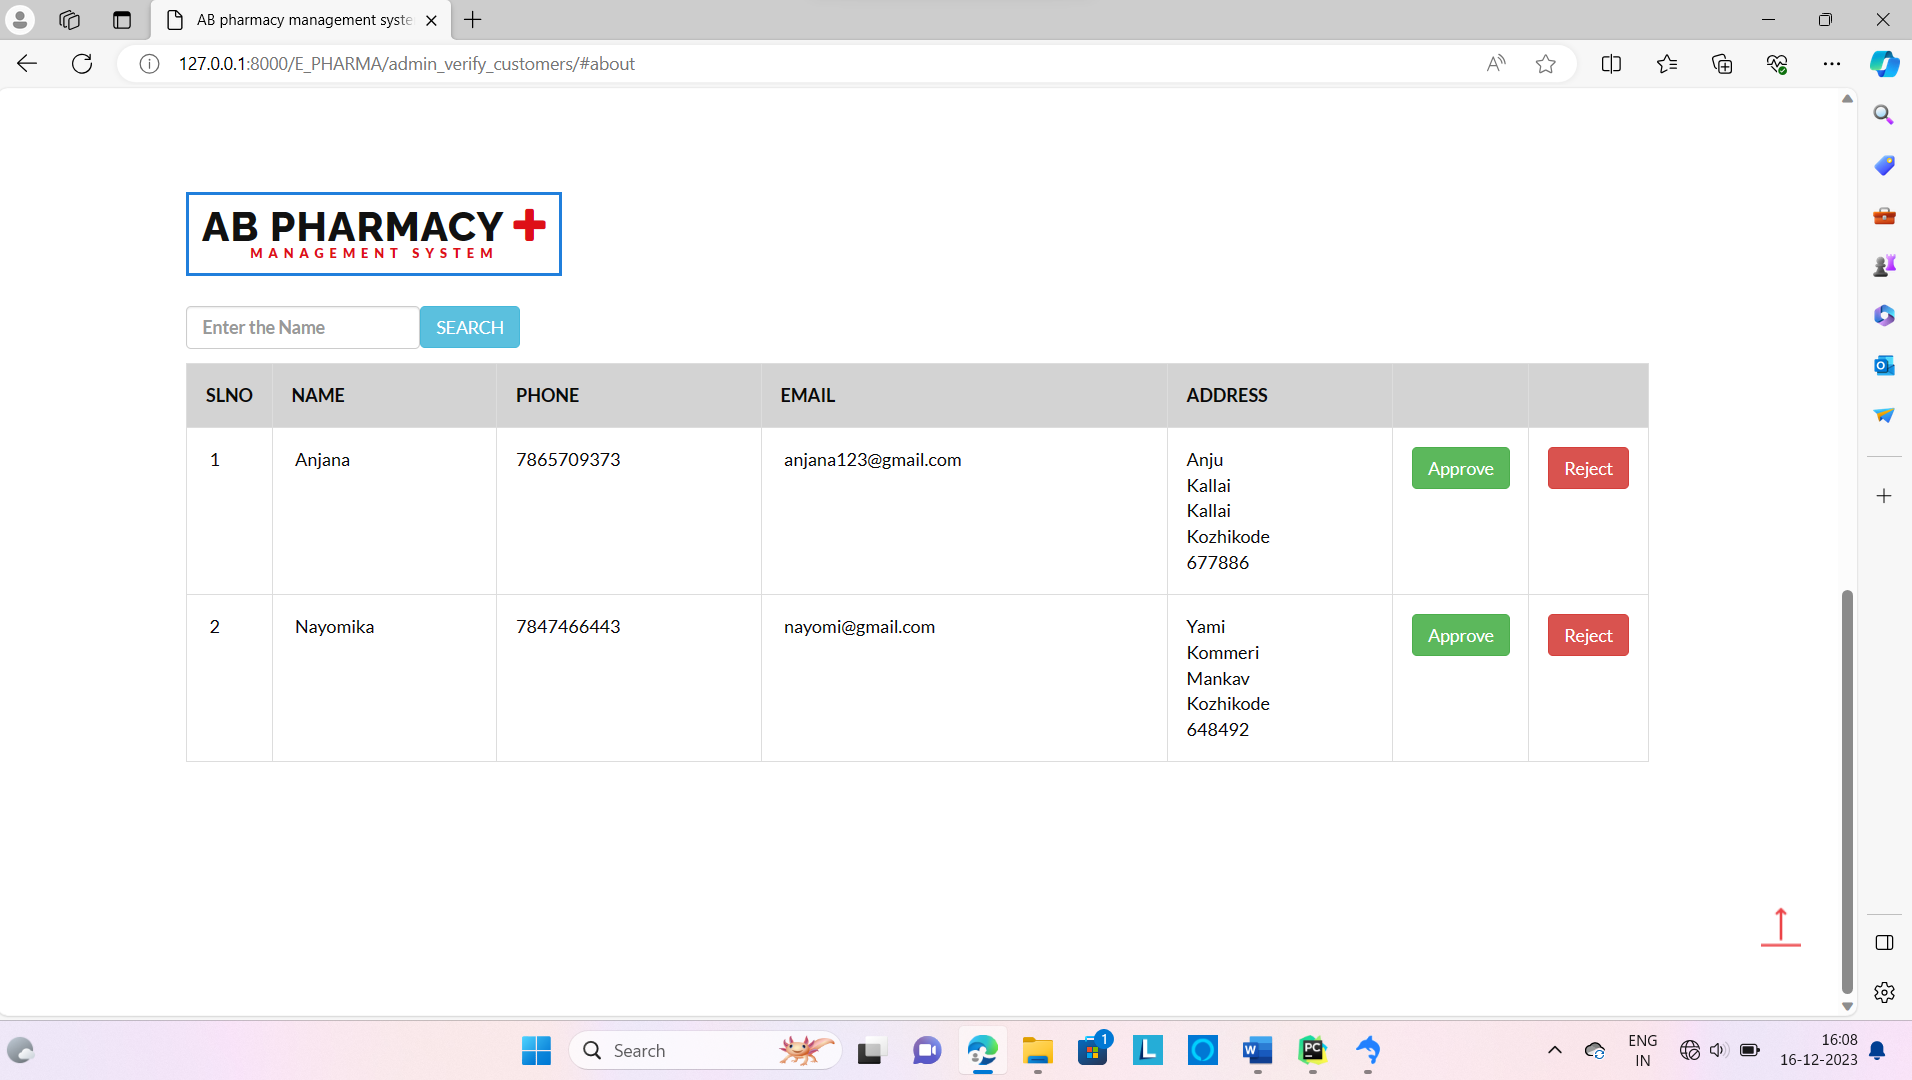 AB pharmacy management syste
127.0.0.1:8000/E_PHARMA/admin_verify_customers/#about
AB PHARMACY
MANAGEMENT SYSTEM
Enter the Name SEARCH
SLNO NAME PHONE EMAIL ADDRESS
1 Anjana 7865709373 anjana123@gmail.com Anju Approve Reject
Kallai
Kallai
Kozhikode
677886
2 Nayomika 7847466443 nayomi@gmail.com Yami Approve Reject
Kommeri
Mankav
Kozhikode
648492
Search 1 L W PC ENG 16:08
IN 16-12-2023